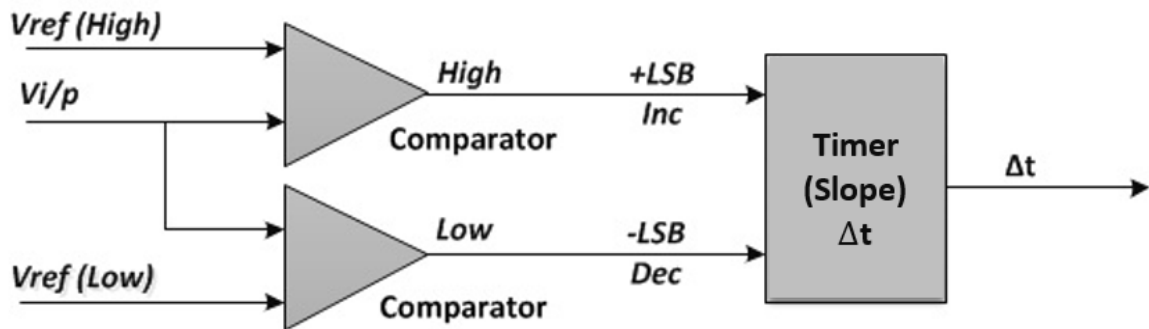 Vref (High)
Vi/p
High
+LSB
Inc
Comparator
Timer
(Slope)
Δt
Δt
Low
-LSB
Dec
Vref (Low)
Comparator